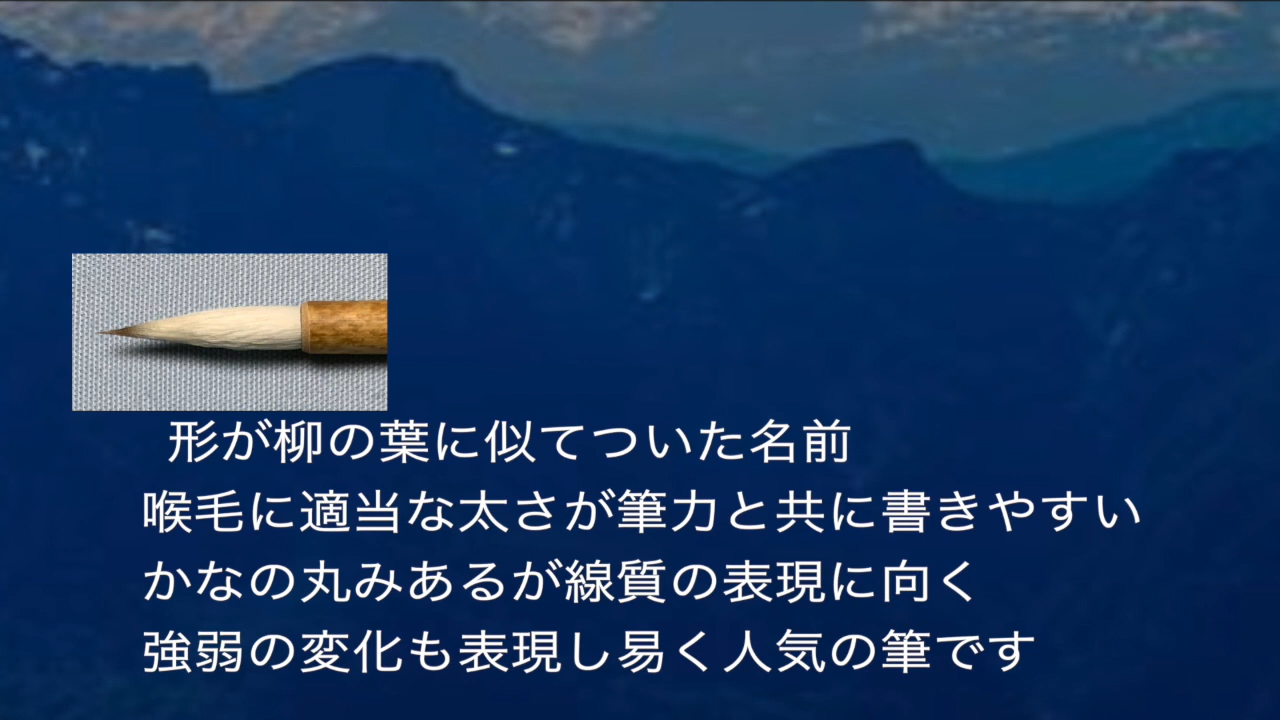 形が柳の葉に似てついた名前
喉毛に適当な太さが筆力と共に書きやすい
かなの丸みあるが線質の表現に向く
強弱の変化も表現し易く人気の筆です